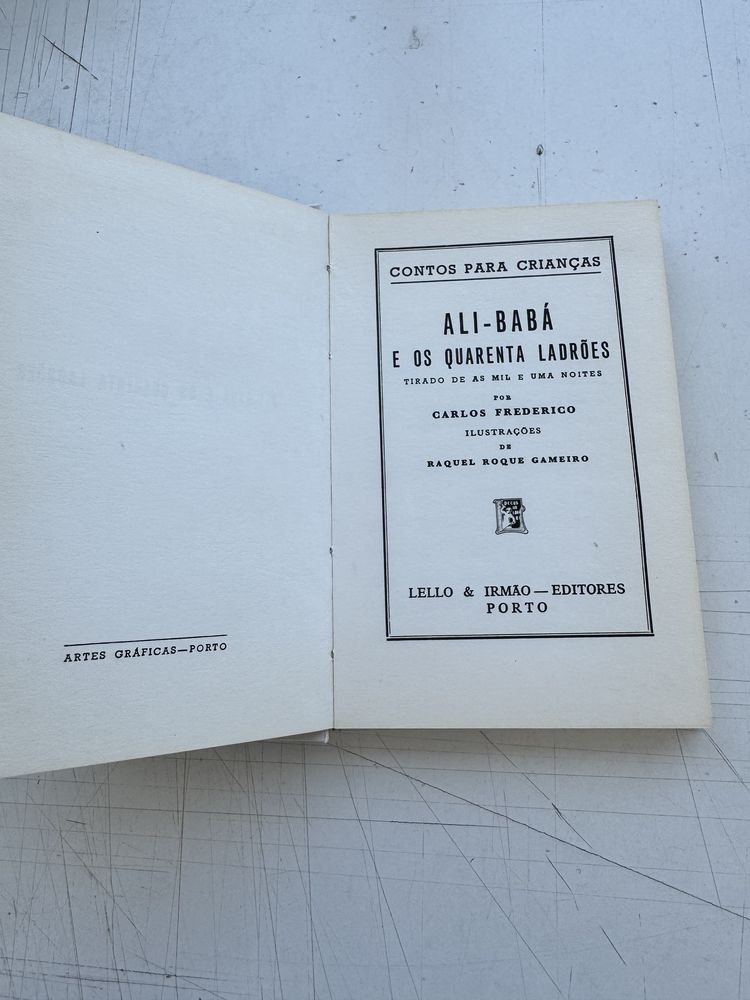 ARTES GRÁFICAS—PORTO
CONTOS PARA CRIANÇAS
ALI-BABÁ
E OS QUARENTA LADRÕES
TIRADO DE AS MIL E UMA NOITES
POR
CARLOS FREDERICO
ILUSTRAÇÕES
DE
RAQUEL ROQUE GAMEIRO
LELLO & IRMÃO — EDITORES
PORTO